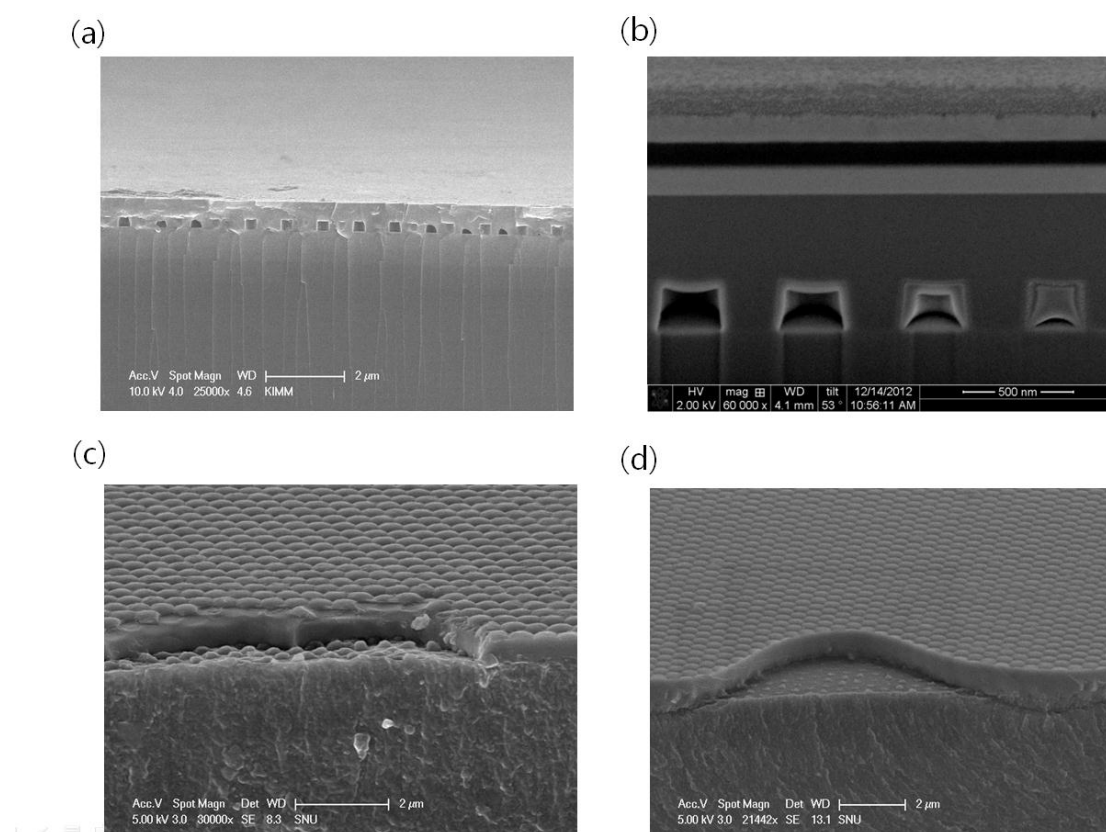 (a)
(b)
Acc.V Spot Magn WD 2 µm
10.0 kV 4.0 25000x 4.6 KIMM
HV mag WD tilt 12/14/2012 500 nm
2.00 kV 60 000 x 4.1 mm 53 ° 10:56:11 AM
(c)
(d)
Acc.V Spot Magn Det WD 2 µm
5.00 kV 3.0 30000x SE 8.3 SNU
Acc.V Spot Magn Det WD 2 µm
5.00 kV 3.0 21442x SE 13.1 SNU